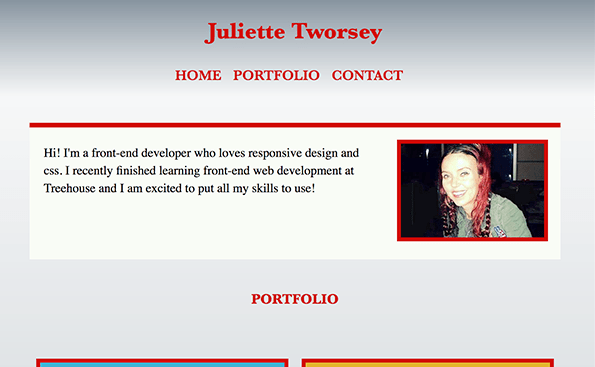 Juliette Tworsey
HOME PORTFOLIO CONTACT
Hi! I'm a front-end developer who loves responsive design and
css. I recently finished learning front-end web development at
Treehouse and I am excited to put all my skills to use!
PORTFOLIO